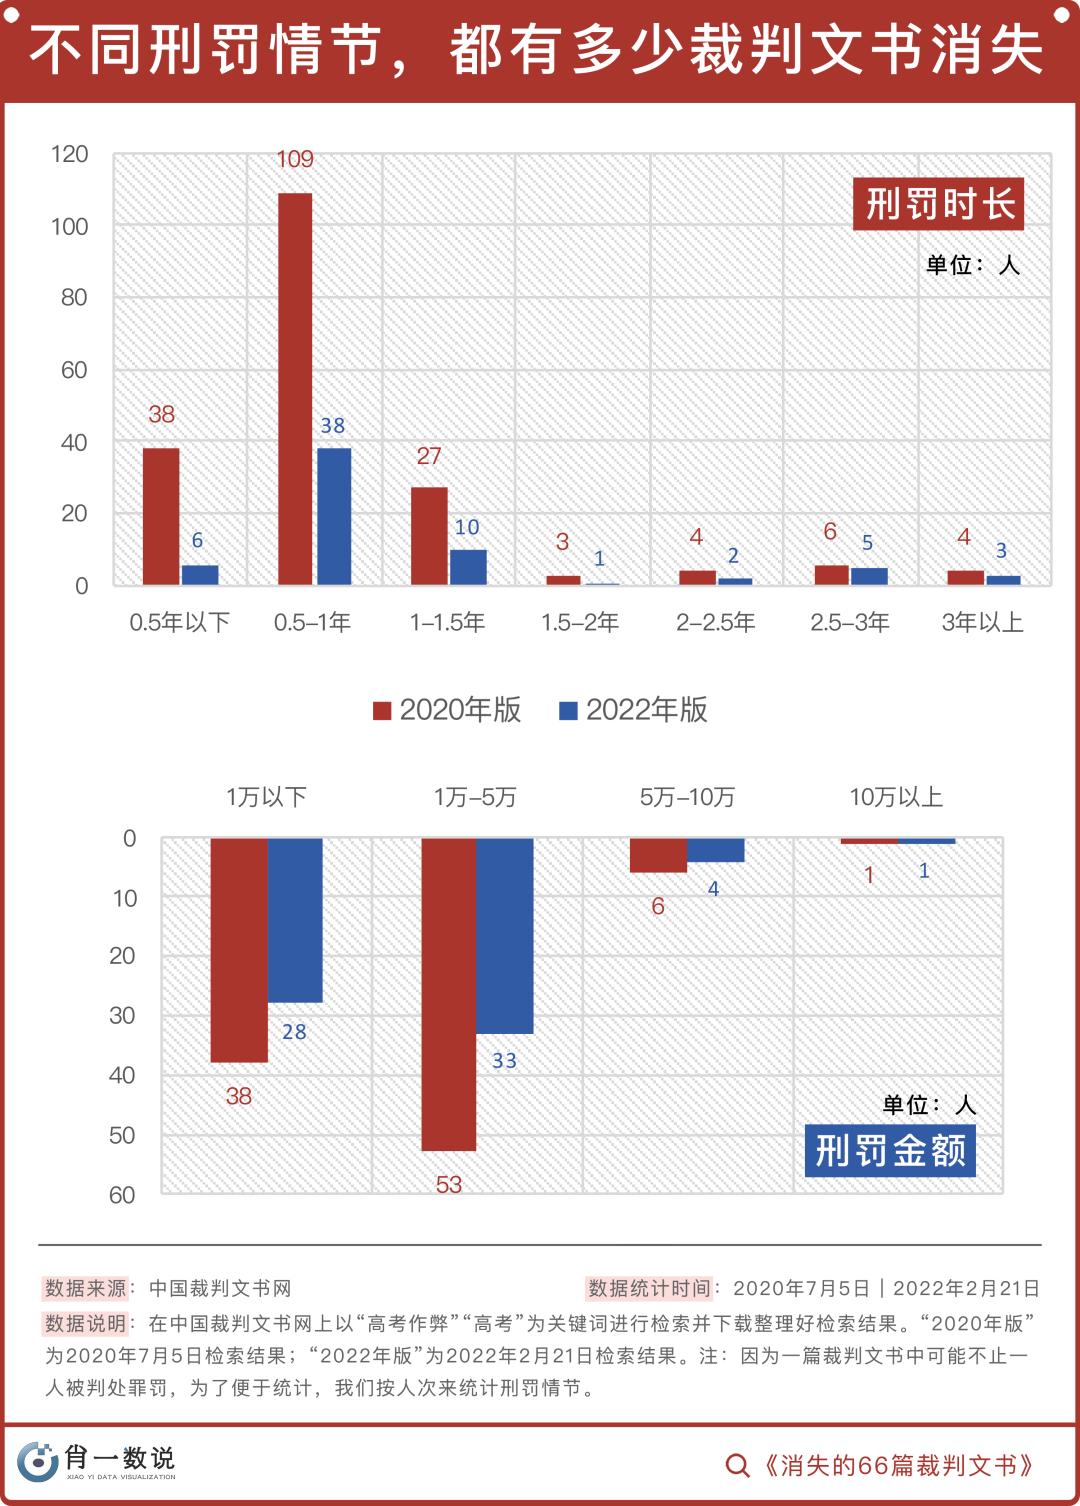 不同刑罚情节，都有多少裁判文书消失
刑罚时长
单位：人
120
100
80
60
40
20
0
38
6
109
38
27
10
3
1
4
2
6
5
4
3
0.5年以下
0.5–1年
1–1.5年
1.5–2年
2–2.5年
2.5–3年
3年以上
2020年版
2022年版
1万以下
1万–5万
5万–10万
10万以上
0
10
20
30
40
50
60
38
28
53
33
6
4
1
1
单位：人
刑罚金额
数据来源：中国裁判文书网
数据统计时间：2020年7月5日｜2022年2月21日
数据说明：在中国裁判文书网上以“高考作弊”“高考”为关键词进行检索并下载整理好检索结果。“2020年版”
为2020年7月5日检索结果；“2022年版”为2022年2月21日检索结果。注：因为一篇裁判文书中可能不止一
人被判处罪罚，为了便于统计，我们按人次来统计刑罚情节。
肖一数说
XIAO YI DATA VISUALIZATION
《消失的66篇裁判文书》